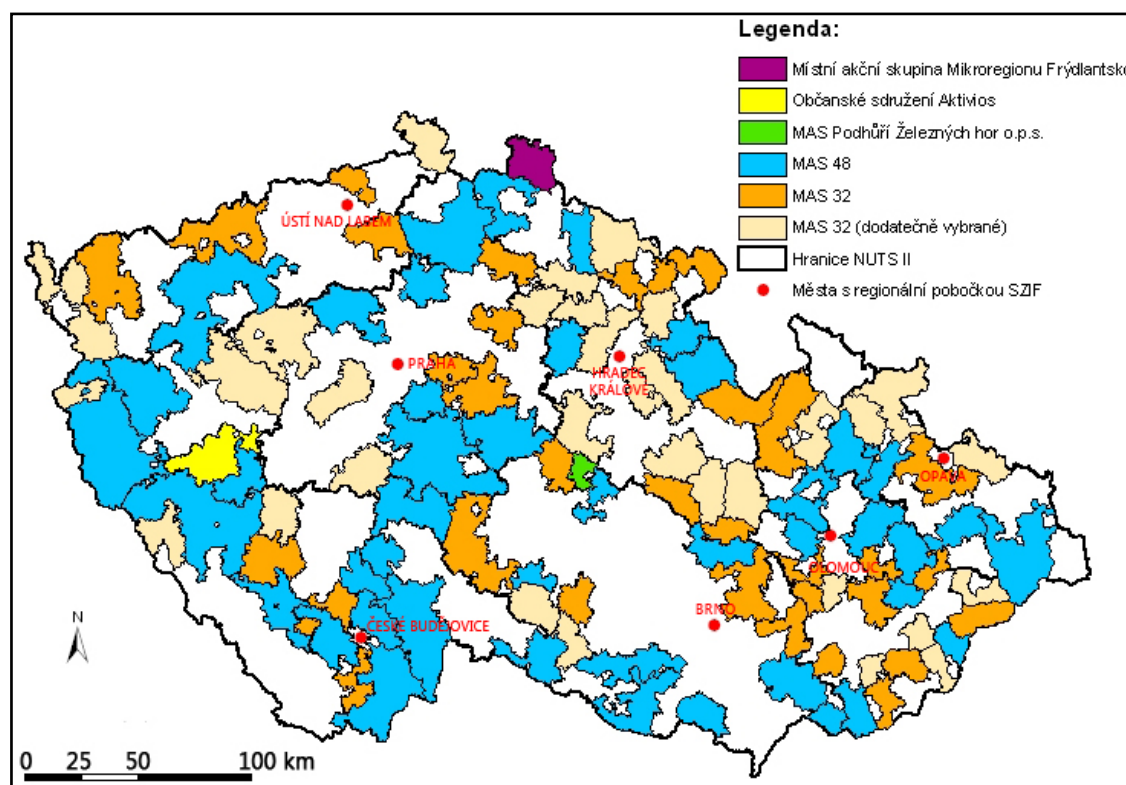 Legenda:
Místní akční skupina Mikroregionu Frýdlantsko
Občanské sdružení Aktivios
MAS Podhůří Železných hor o.p.s.
MAS 48
MAS 32
MAS 32 (dodatečně vybrané)
Hranice NUTS II
Města s regionální pobočkou SZIF
ÚSTÍ NAD LABEM
PRAHA
HRADEC
KRÁLOVÉ
OPAVA
OLOMOUC
BRNO
ČESKÉ BUDĚJOVICE
N
0 25 50 100 km